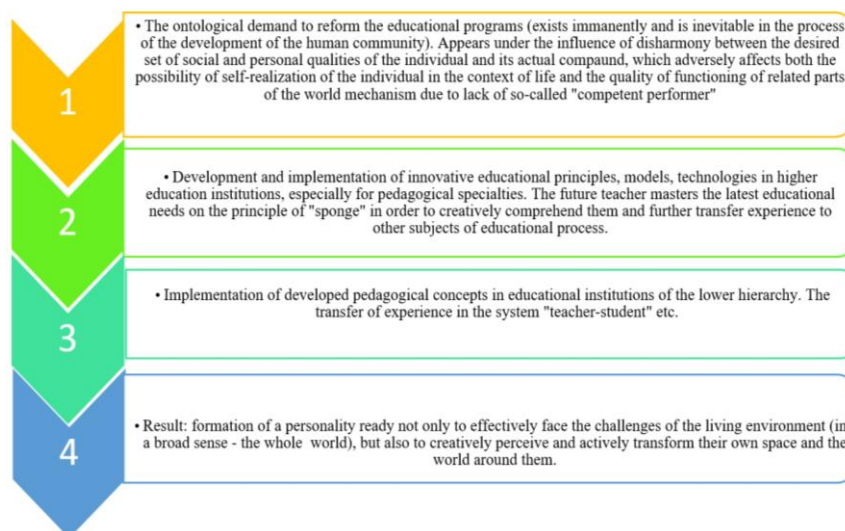 1
• The ontological demand to reform the educational programs (exists immanently and is inevitable in the process
of the development of the human community). Appears under the influence of disharmony between the desired
set of social and personal qualities of the individual and its actual compaund, which adversely affects both the
possibility of self-realization of the individual in the context of life and the quality of functioning of related parts
of the world mechanism due to lack of so-called "competent performer"
2
• Development and implementation of innovative educational principles, models, technologies in higher
education institutions, especially for pedagogical specialties. The future teacher masters the latest educational
needs on the principle of "sponge" in order to creatively comprehend them and further transfer experience to
other subjects of educational process.
3
• Implementation of developed pedagogical concepts in educational institutions of the lower hierarchy. The
transfer of experience in the system "teacher-student" etc.
4
• Result: formation of a personality ready not only to effectively face the challenges of the living environment (in
a broad sense - the whole world), but also to creatively perceive and actively transform their own space and the
world around them.